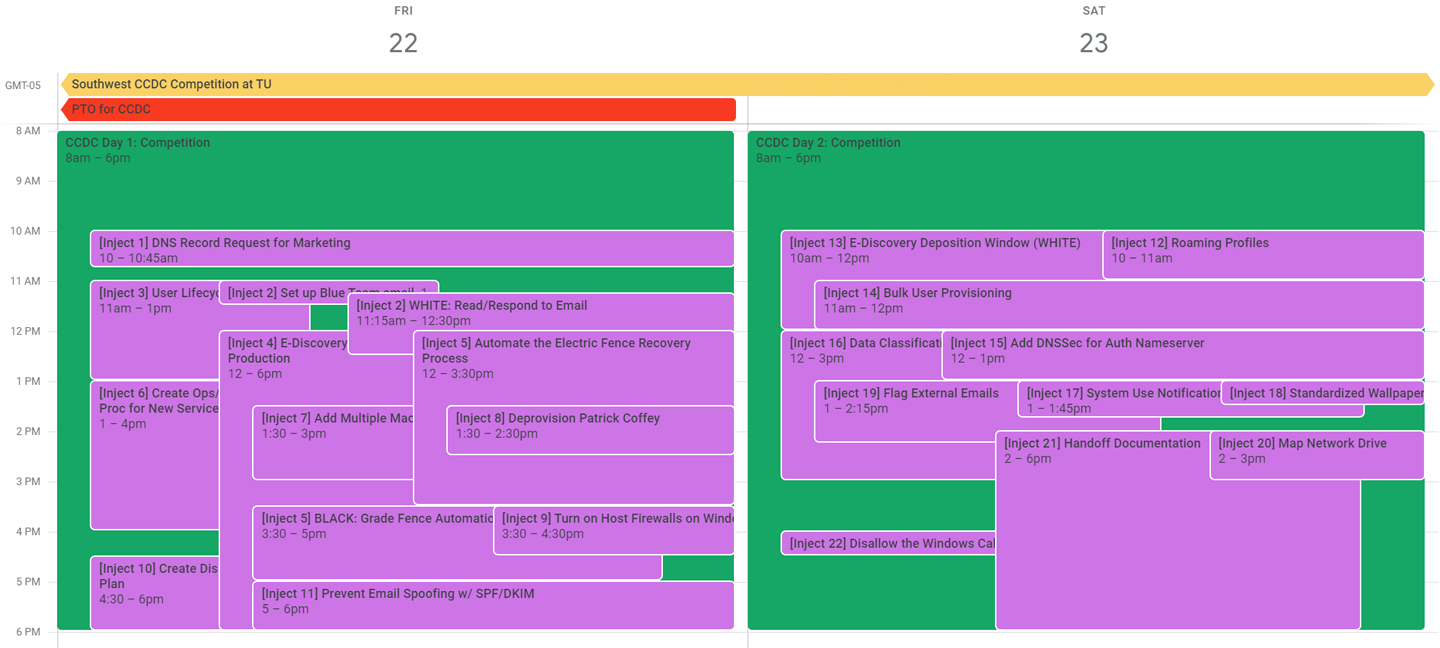 FRI
22
SAT
23
GMT-05
Southwest CCDC Competition at TU
PTO for CCDC
8 AM
9 AM
10 AM
11 AM
12 PM
1 PM
2 PM
3 PM
4 PM
5 PM
6 PM
CCDC Day 1: Competition
8am – 6pm
[Inject 1] DNS Record Request for Marketing
10 – 10:45am
[Inject 3] User Lifecyc
11am – 1pm
[Inject 2] Set up Blue Team email, 1
[Inject 2] WHITE: Read/Respond to Email
11:15am – 12:30pm
[Inject 4] E-Discovery
Production
12 – 6pm
[Inject 5] Automate the Electric Fence Recovery
Process
12 – 3:30pm
[Inject 6] Create Ops/
Proc for New Service
1 – 4pm
[Inject 7] Add Multiple Mac
1:30 – 3pm
[Inject 8] Deprovision Patrick Coffey
1:30 – 2:30pm
[Inject 5] BLACK: Grade Fence Automatio
3:30 – 5pm
[Inject 9] Turn on Host Firewalls on Windo
3:30 – 4:30pm
[Inject 10] Create Dis
Plan
4:30 – 6pm
[Inject 11] Prevent Email Spoofing w/ SPF/DKIM
5 – 6pm
CCDC Day 2: Competition
8am – 6pm
[Inject 13] E-Discovery Deposition Window (WHITE)
10am – 12pm
[Inject 12] Roaming Profiles
10 – 11am
[Inject 14] Bulk User Provisioning
11am – 12pm
[Inject 16] Data Classificati
12 – 3pm
[Inject 15] Add DNSSec for Auth Nameserver
12 – 1pm
[Inject 19] Flag External Emails
1 – 2:15pm
[Inject 17] System Use Notification
1 – 1:45pm
[Inject 18] Standardized Wallpaper
[Inject 21] Handoff Documentation
2 – 6pm
[Inject 20] Map Network Drive
2 – 3pm
[Inject 22] Disallow the Windows Cal